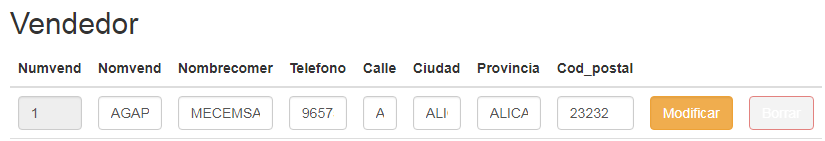 Vendedor
Numvend Nomvend Nombrecomer Telefono Calle Ciudad Provincia Cod_postal
1 AGAP MECEMSA 9657 A ALI ALICA 23232 Modificar Borrar